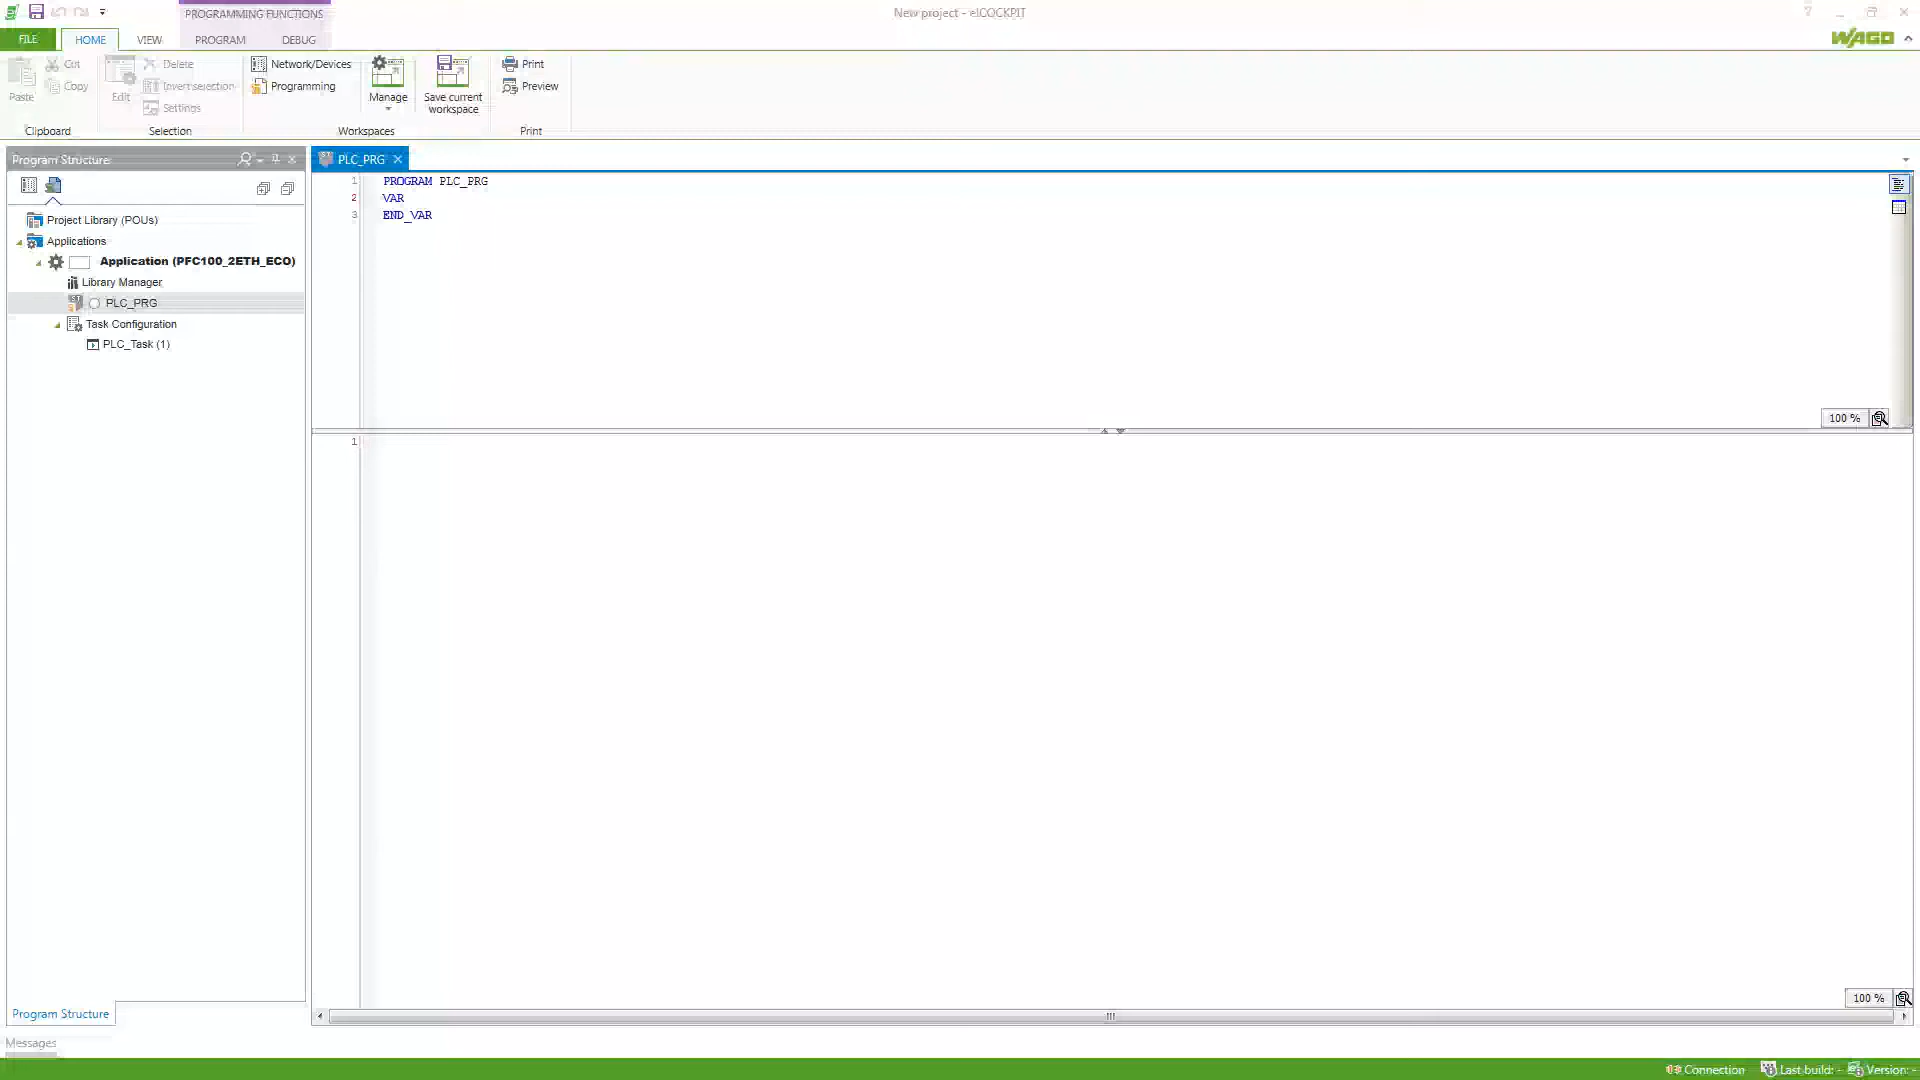 PROGRAMMING FUNCTIONS
New project - e!COCKPIT
FILE HOME VIEW PROGRAM DEBUG
WAGO
Paste
Cut
Copy
Clipboard
Edit
Delete
Invert selection
Settings
Selection
Network/Devices
Programming
Manage
Save current
workspace
Workspaces
Print
Preview
Print
Program Structure
Project Library (POUs)
Applications
Application (PFC100_2ETH_ECO)
Library Manager
PLC_PRG
Task Configuration
PLC_Task (1)
Program Structure
PLC_PRG
1 PROGRAM PLC_PRG
2 VAR
3 END_VAR
100 %
1
100 %
Messages
Connection Last build: - Version: -